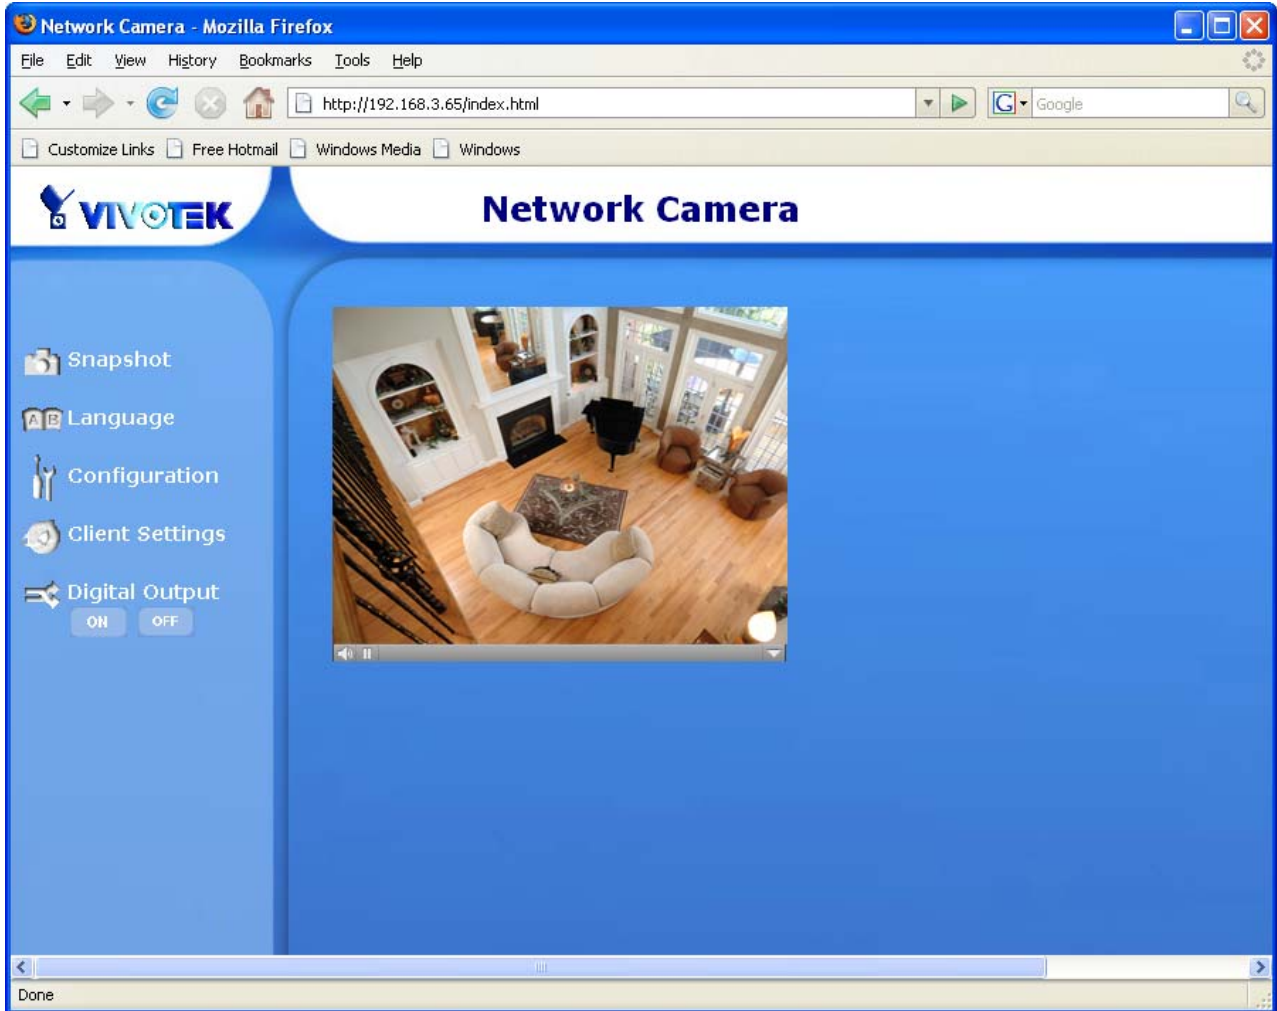 Network Camera - Mozilla Firefox
File Edit View History Bookmarks Tools Help
http://192.168.3.65/index.html
G Google
Customize Links Free Hotmail Windows Media Windows
VIVOTEK
Network Camera
Snapshot
A B Language
Configuration
Client Settings
Digital Output
ON OFF
Done